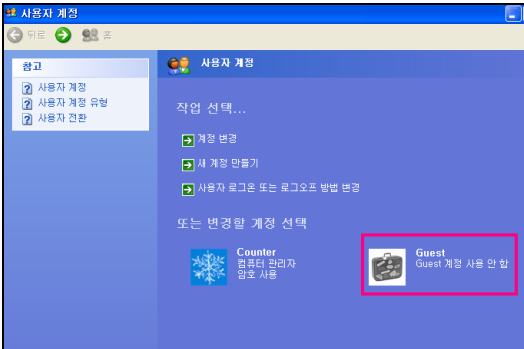 사용자 계정
뒤로
홈
참고
사용자 계정
사용자 계정 유형
사용자 전환
사용자 계정
작업 선택...
계정 변경
새 계정 만들기
사용자 로그온 또는 로그오프 방법 변경
또는 변경할 계정 선택
Counter
컴퓨터 관리자
암호 사용
Guest
Guest 계정 사용 안 함